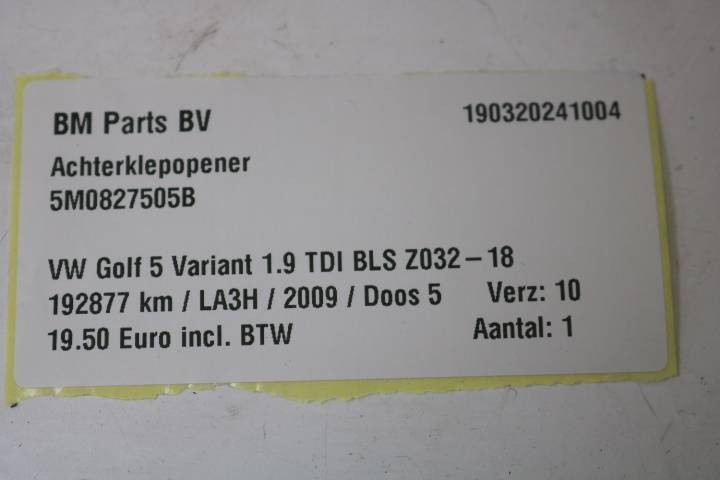 BM Parts BV 190320241004
Achterklepopener
5M0827505B
VW Golf 5 Variant 1.9 TDI BLS Z032-18
192877 km / LA3H / 2009 / Doos 5 Verz: 10
19.50 Euro incl. BTW Aantal: 1